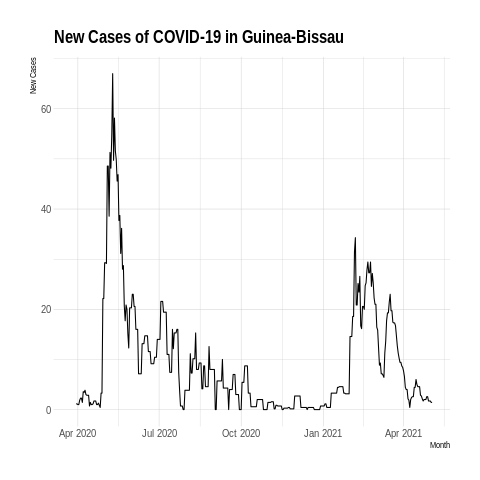 New Cases of COVID-19 in Guinea-Bissau
New Cases
60
40
20
0
Apr 2020 Jul 2020 Oct 2020 Jan 2021 Apr 2021
Month